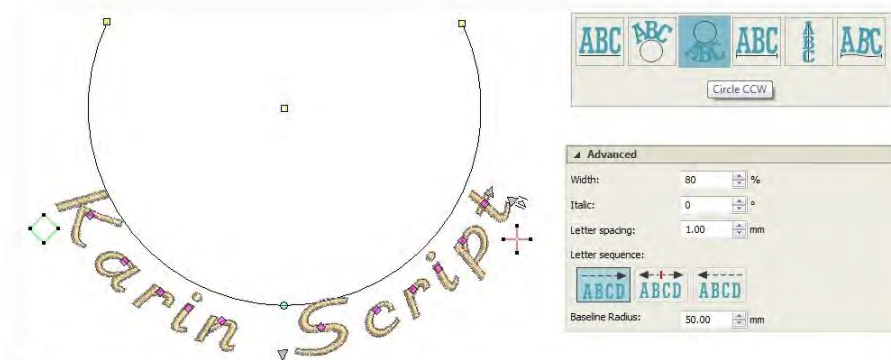 Karin Script
ABC ABC ABC ABC ABC ABC
Circle CCW
Advanced
Width: 80 %
Italic: 0 °
Letter spacing: 1.00 mm
Letter sequence:
ABCD ABCD ABCD
Baseline Radius: 50.00 mm